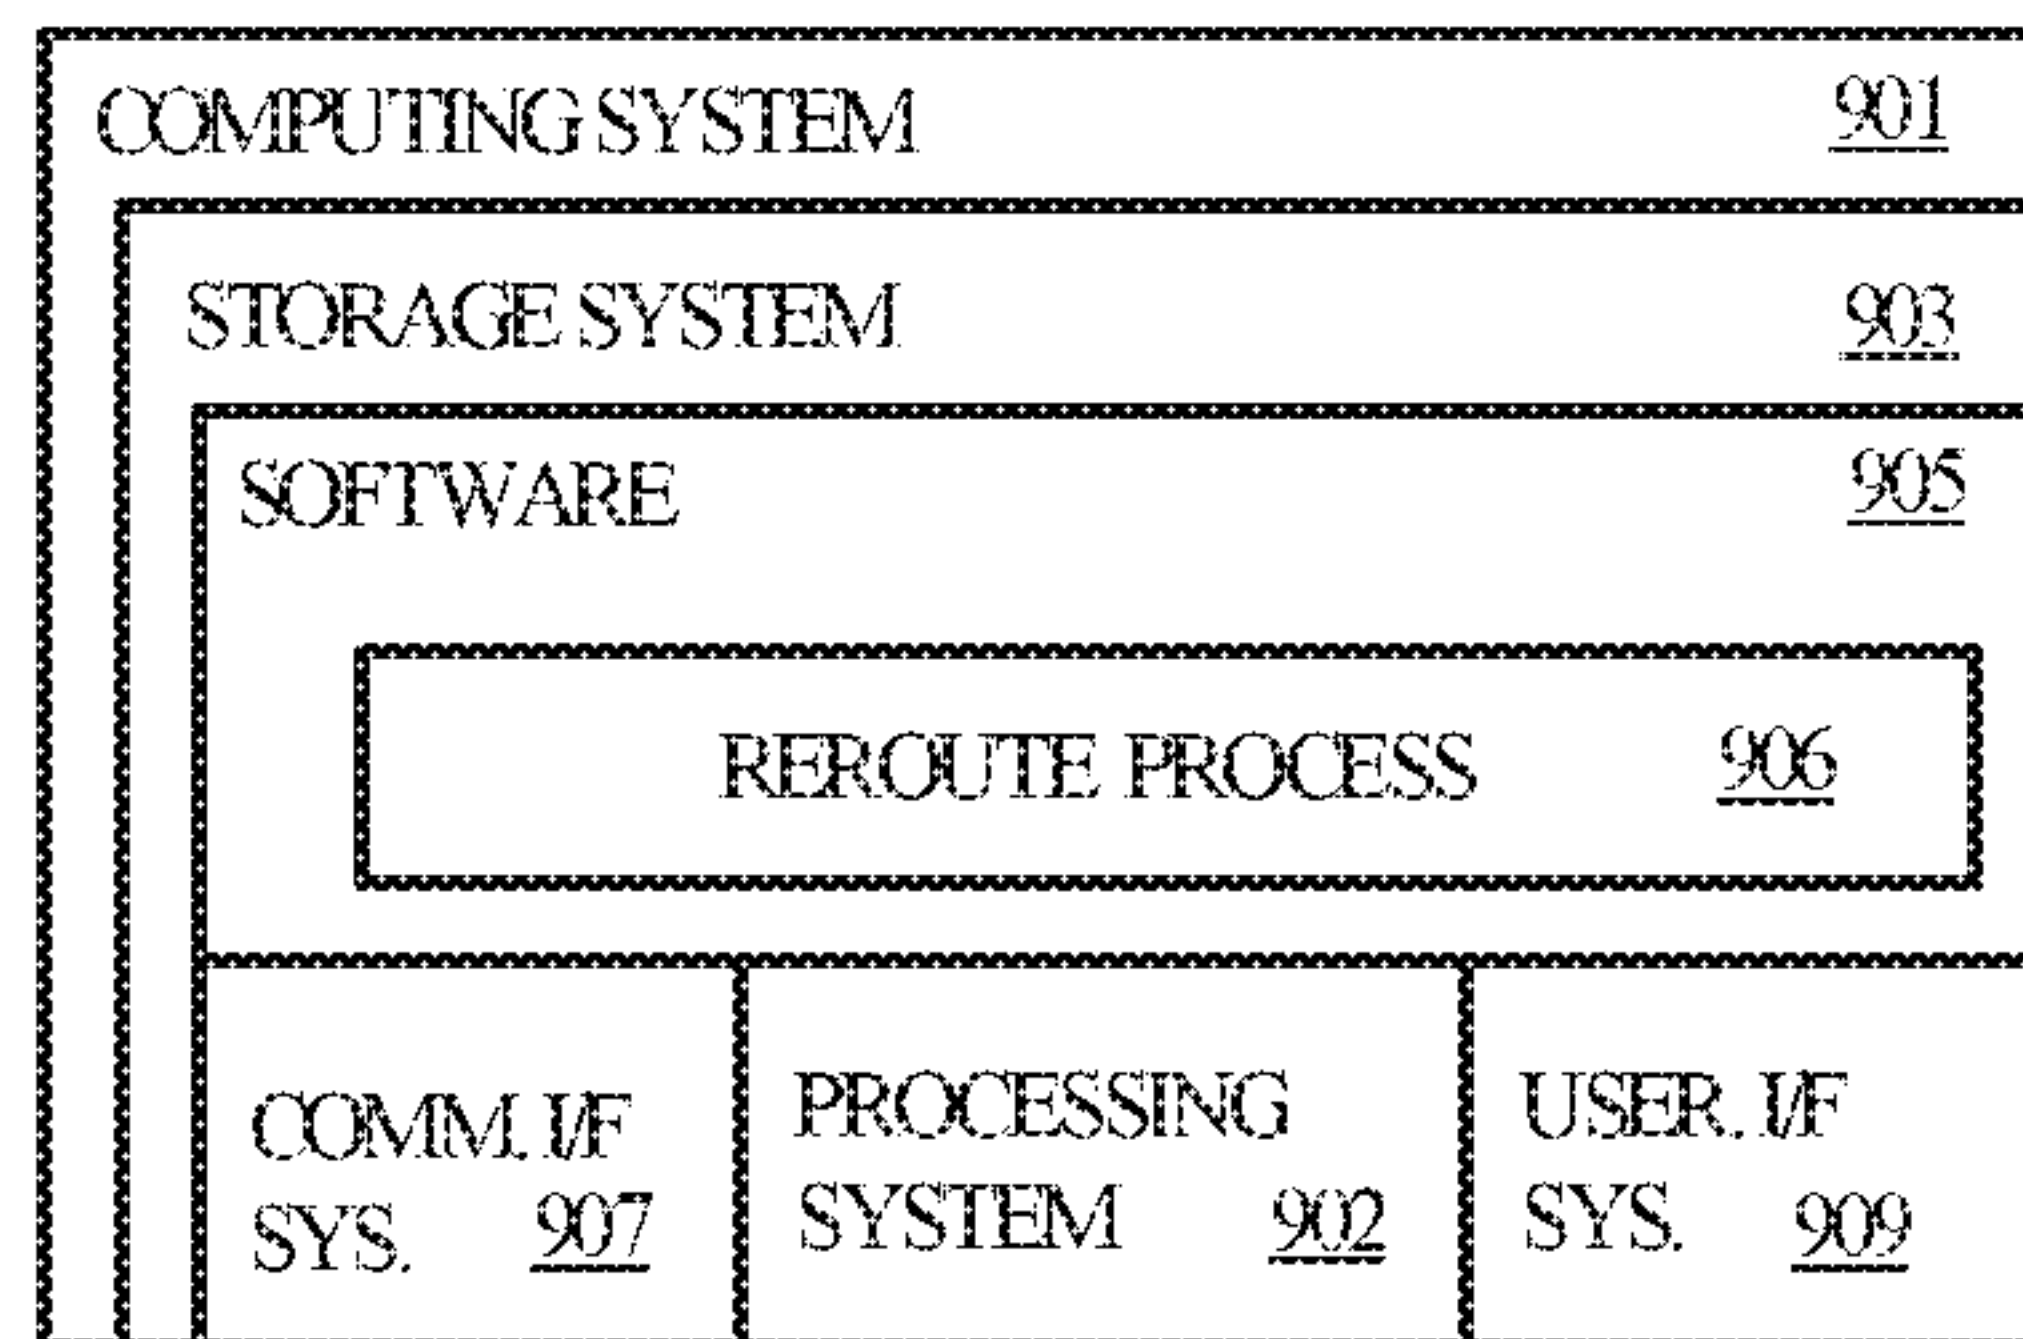 COMPUTING SYSTEM 901
STORAGE SYSTEM 903
SOFTWARE 905
REROUTE PROCESS 906
COMM. I/F
SYS. 907
PROCESSING
SYSTEM 902
USER. I/F
SYS. 909